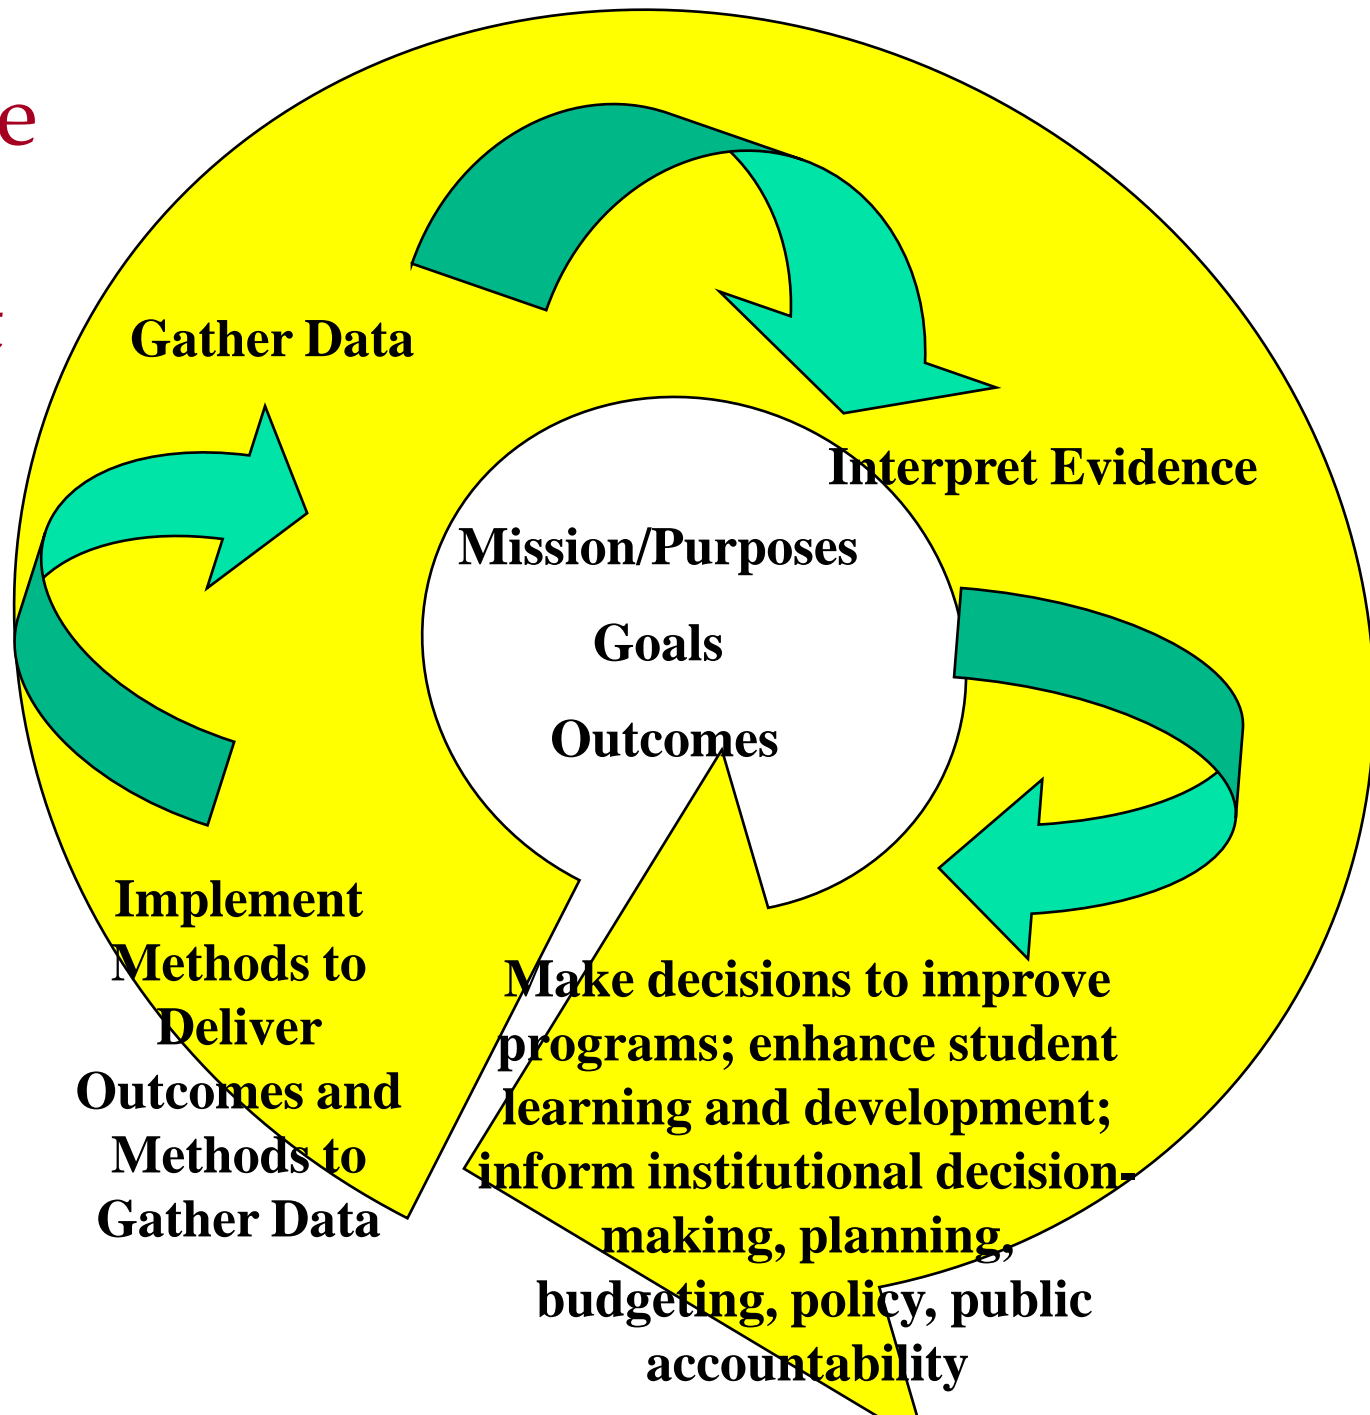 e
t
Gather Data
Interpret Evidence
Mission/Purposes
Goals
Outcomes
Implement
Methods to
Deliver
Outcomes and
Methods to
Gather Data
Make decisions to improve
programs; enhance student
learning and development;
inform institutional decision-
making, planning,
budgeting, policy, public
accountability